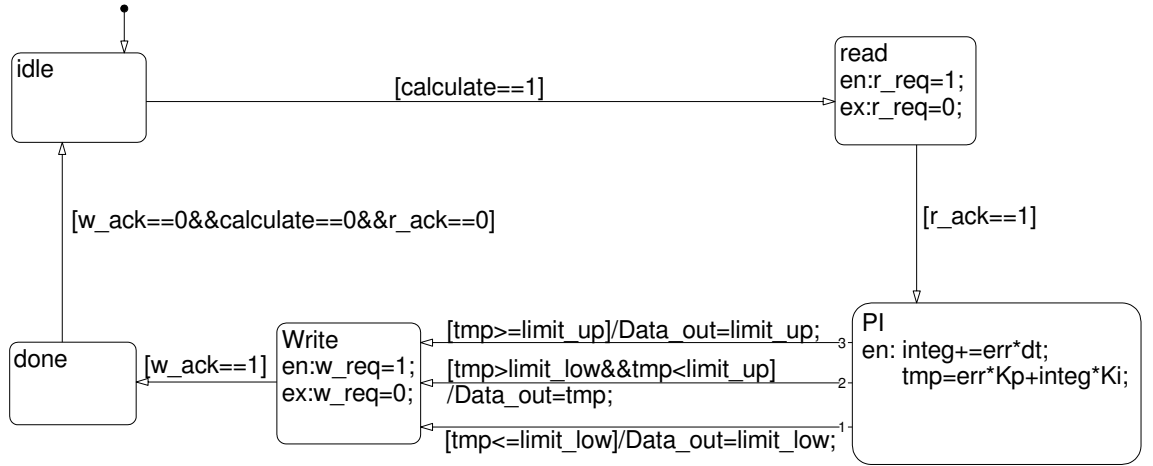 idle
[calculate==1]
read
en:r_req=1;
ex:r_req=0;
[w_ack==0&&calculate==0&&r_ack==0]
[r_ack==1]
done
[w_ack==1]
Write
en:w_req=1;
ex:w_req=0;
[tmp>=limit_up]/Data_out=limit_up;
3
[tmp>limit_low&&tmp<limit_up]
/Data_out=tmp;
2
[tmp<=limit_low]/Data_out=limit_low;
1
PI
en: integ+=err*dt;
tmp=err*Kp+integ*Ki;